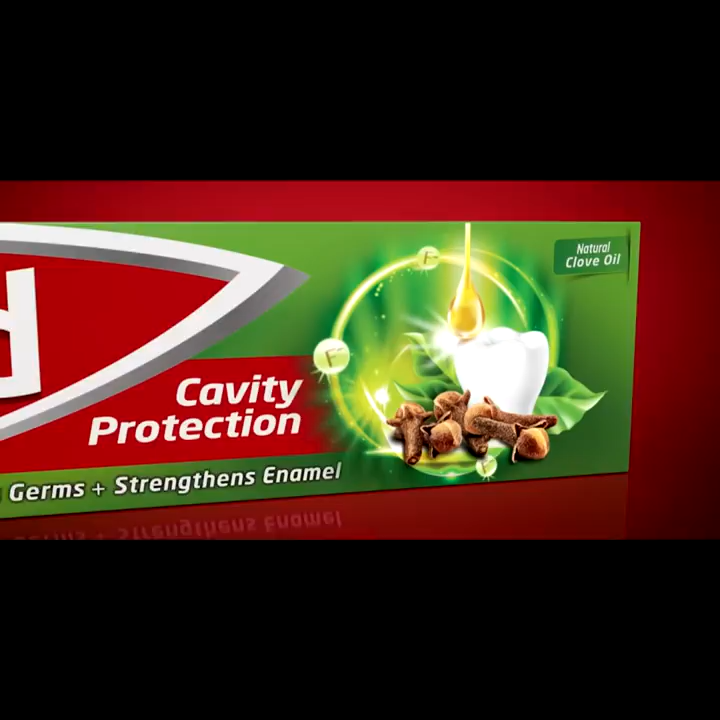 Natural
Clove Oil
d
Cavity
Protection
Germs + Strengthens Enamel